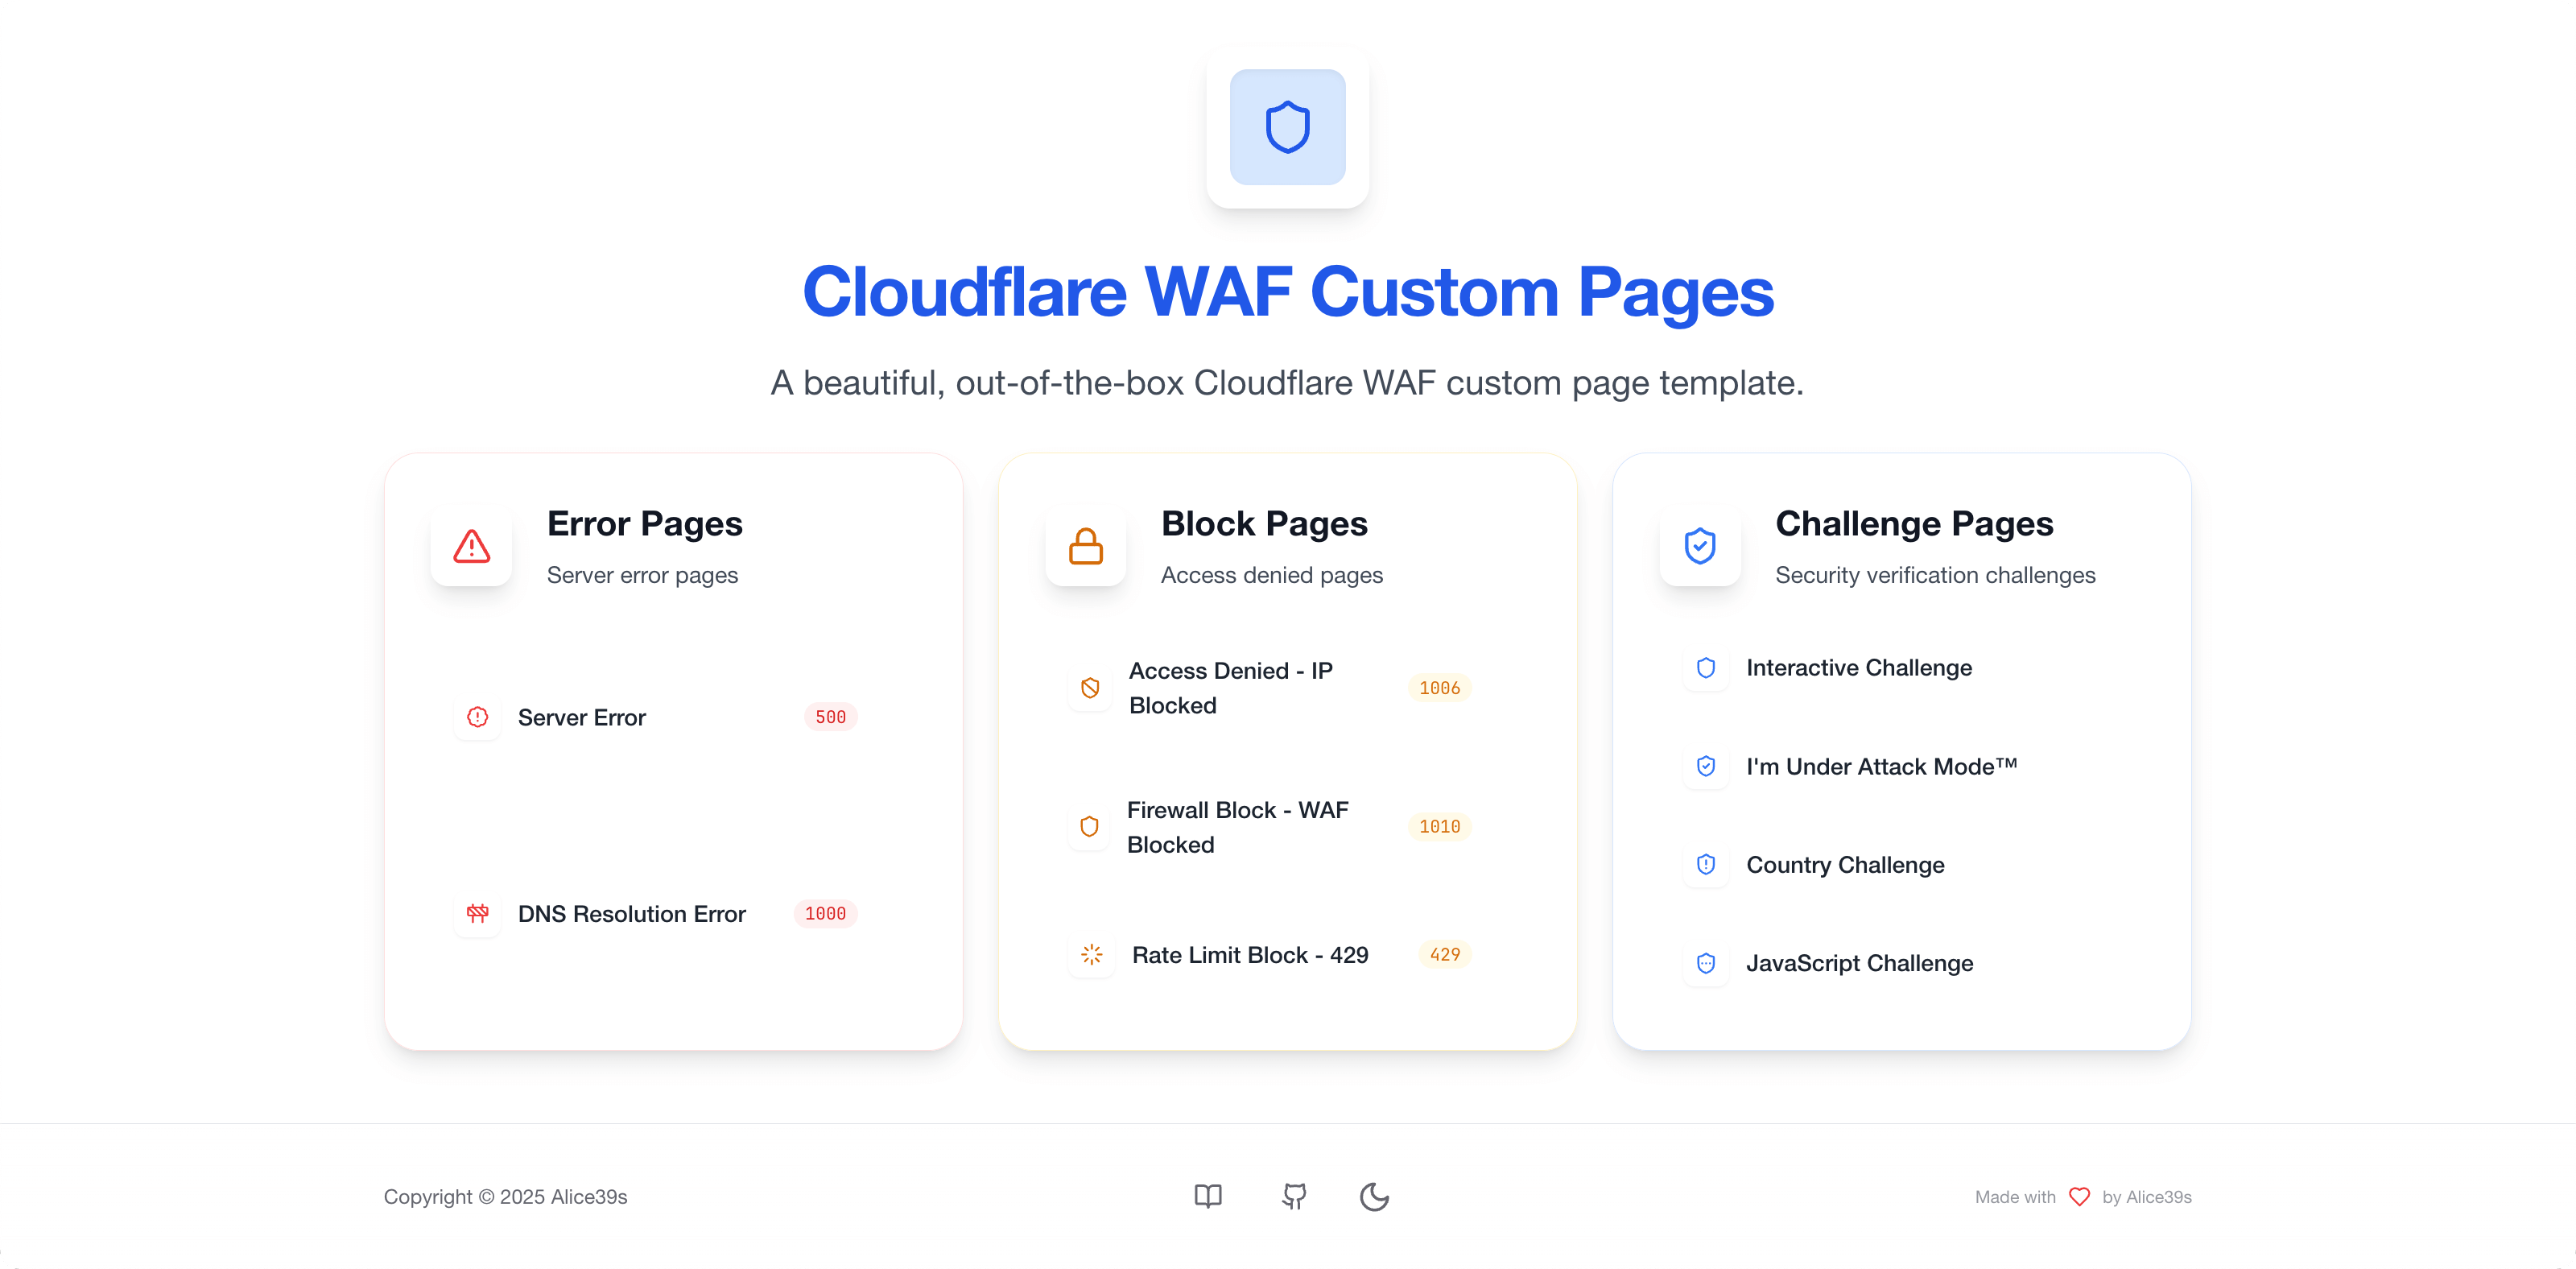 Cloudflare WAF Custom Pages
A beautiful, out-of-the-box Cloudflare WAF custom page template.
Error Pages
Server error pages
Server Error
500
DNS Resolution Error
1000
Block Pages
Access denied pages
Access Denied - IP
Blocked
1006
Firewall Block - WAF
Blocked
1010
Rate Limit Block - 429
429
Challenge Pages
Security verification challenges
Interactive Challenge
I'm Under Attack Mode™
Country Challenge
JavaScript Challenge
Copyright © 2025 Alice39s
Made with by Alice39s